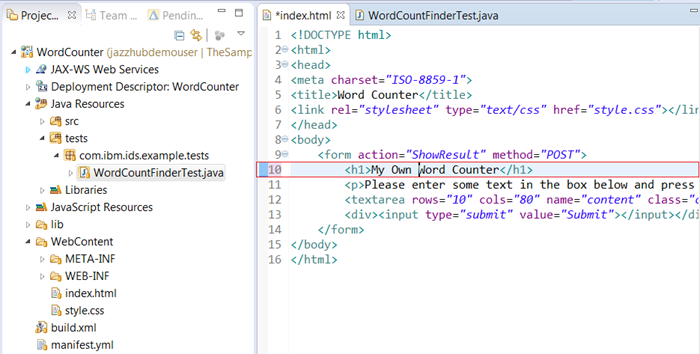 Projec...
Team ...
Pendin...
WordCounter (jazzhubdemouser | TheSamp
JAX-WS Web Services
Deployment Descriptor: WordCounter
Java Resources
src
tests
com.ibm.ids.example.tests
WordCountFinderTest.java
Libraries
JavaScript Resources
lib
WebContent
META-INF
WEB-INF
index.html
style.css
build.xml
manifest.yml
*index.html
WordCountFinderTest.java
1 <!DOCTYPE html>
2 <html>
3 <head>
4 <meta charset="ISO-8859-1">
5 <title>Word Counter</title>
6 <link rel="stylesheet" type="text/css" href="style.css"></lin
7 </head>
8 <body>
9 <form action="ShowResult" method="POST">
10 <h1>My Own Word Counter</h1>
11 <p>Please enter some text in the box below and press
12 <textarea rows="10" cols="80" name="content" class="c
13 <div><input type="submit" value="Submit"></input></di
14 </form>
15 </body>
16 </html>